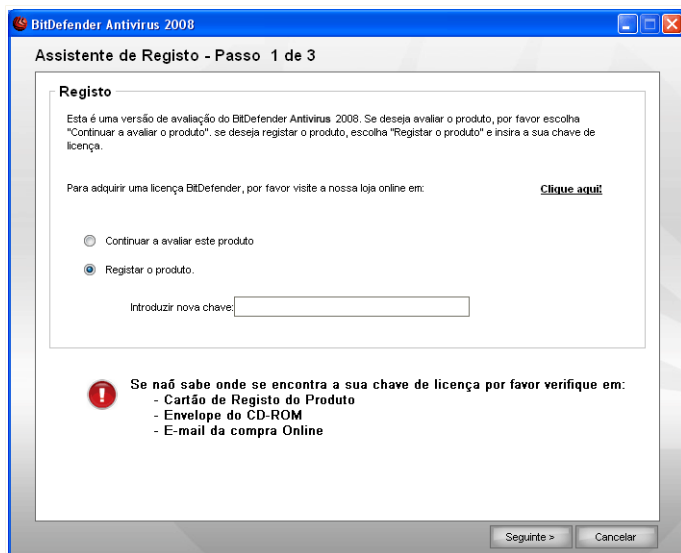 BitDefender Antivirus 2008
Assistente de Registo - Passo 1 de 3
Registo
Esta é uma versão de avaliação do BitDefender Antivirus 2008. Se deseja avaliar o produto, por favor escolha
"Continuar a avaliar o produto". se deseja registar o produto, escolha "Registar o produto" e insira a sua chave de
licença.
Para adquirir uma licença BitDefender, por favor visite a nossa loja online em:
Clique aqui!
Continuar a avaliar este produto
Registar o produto.
Introduzir nova chave:
Se naõ sabe onde se encontra a sua chave de licença por favor verifique em:
- Cartão de Registo do Produto
- Envelope do CD-ROM
- E-mail da compra Online
Seguinte >
Cancelar